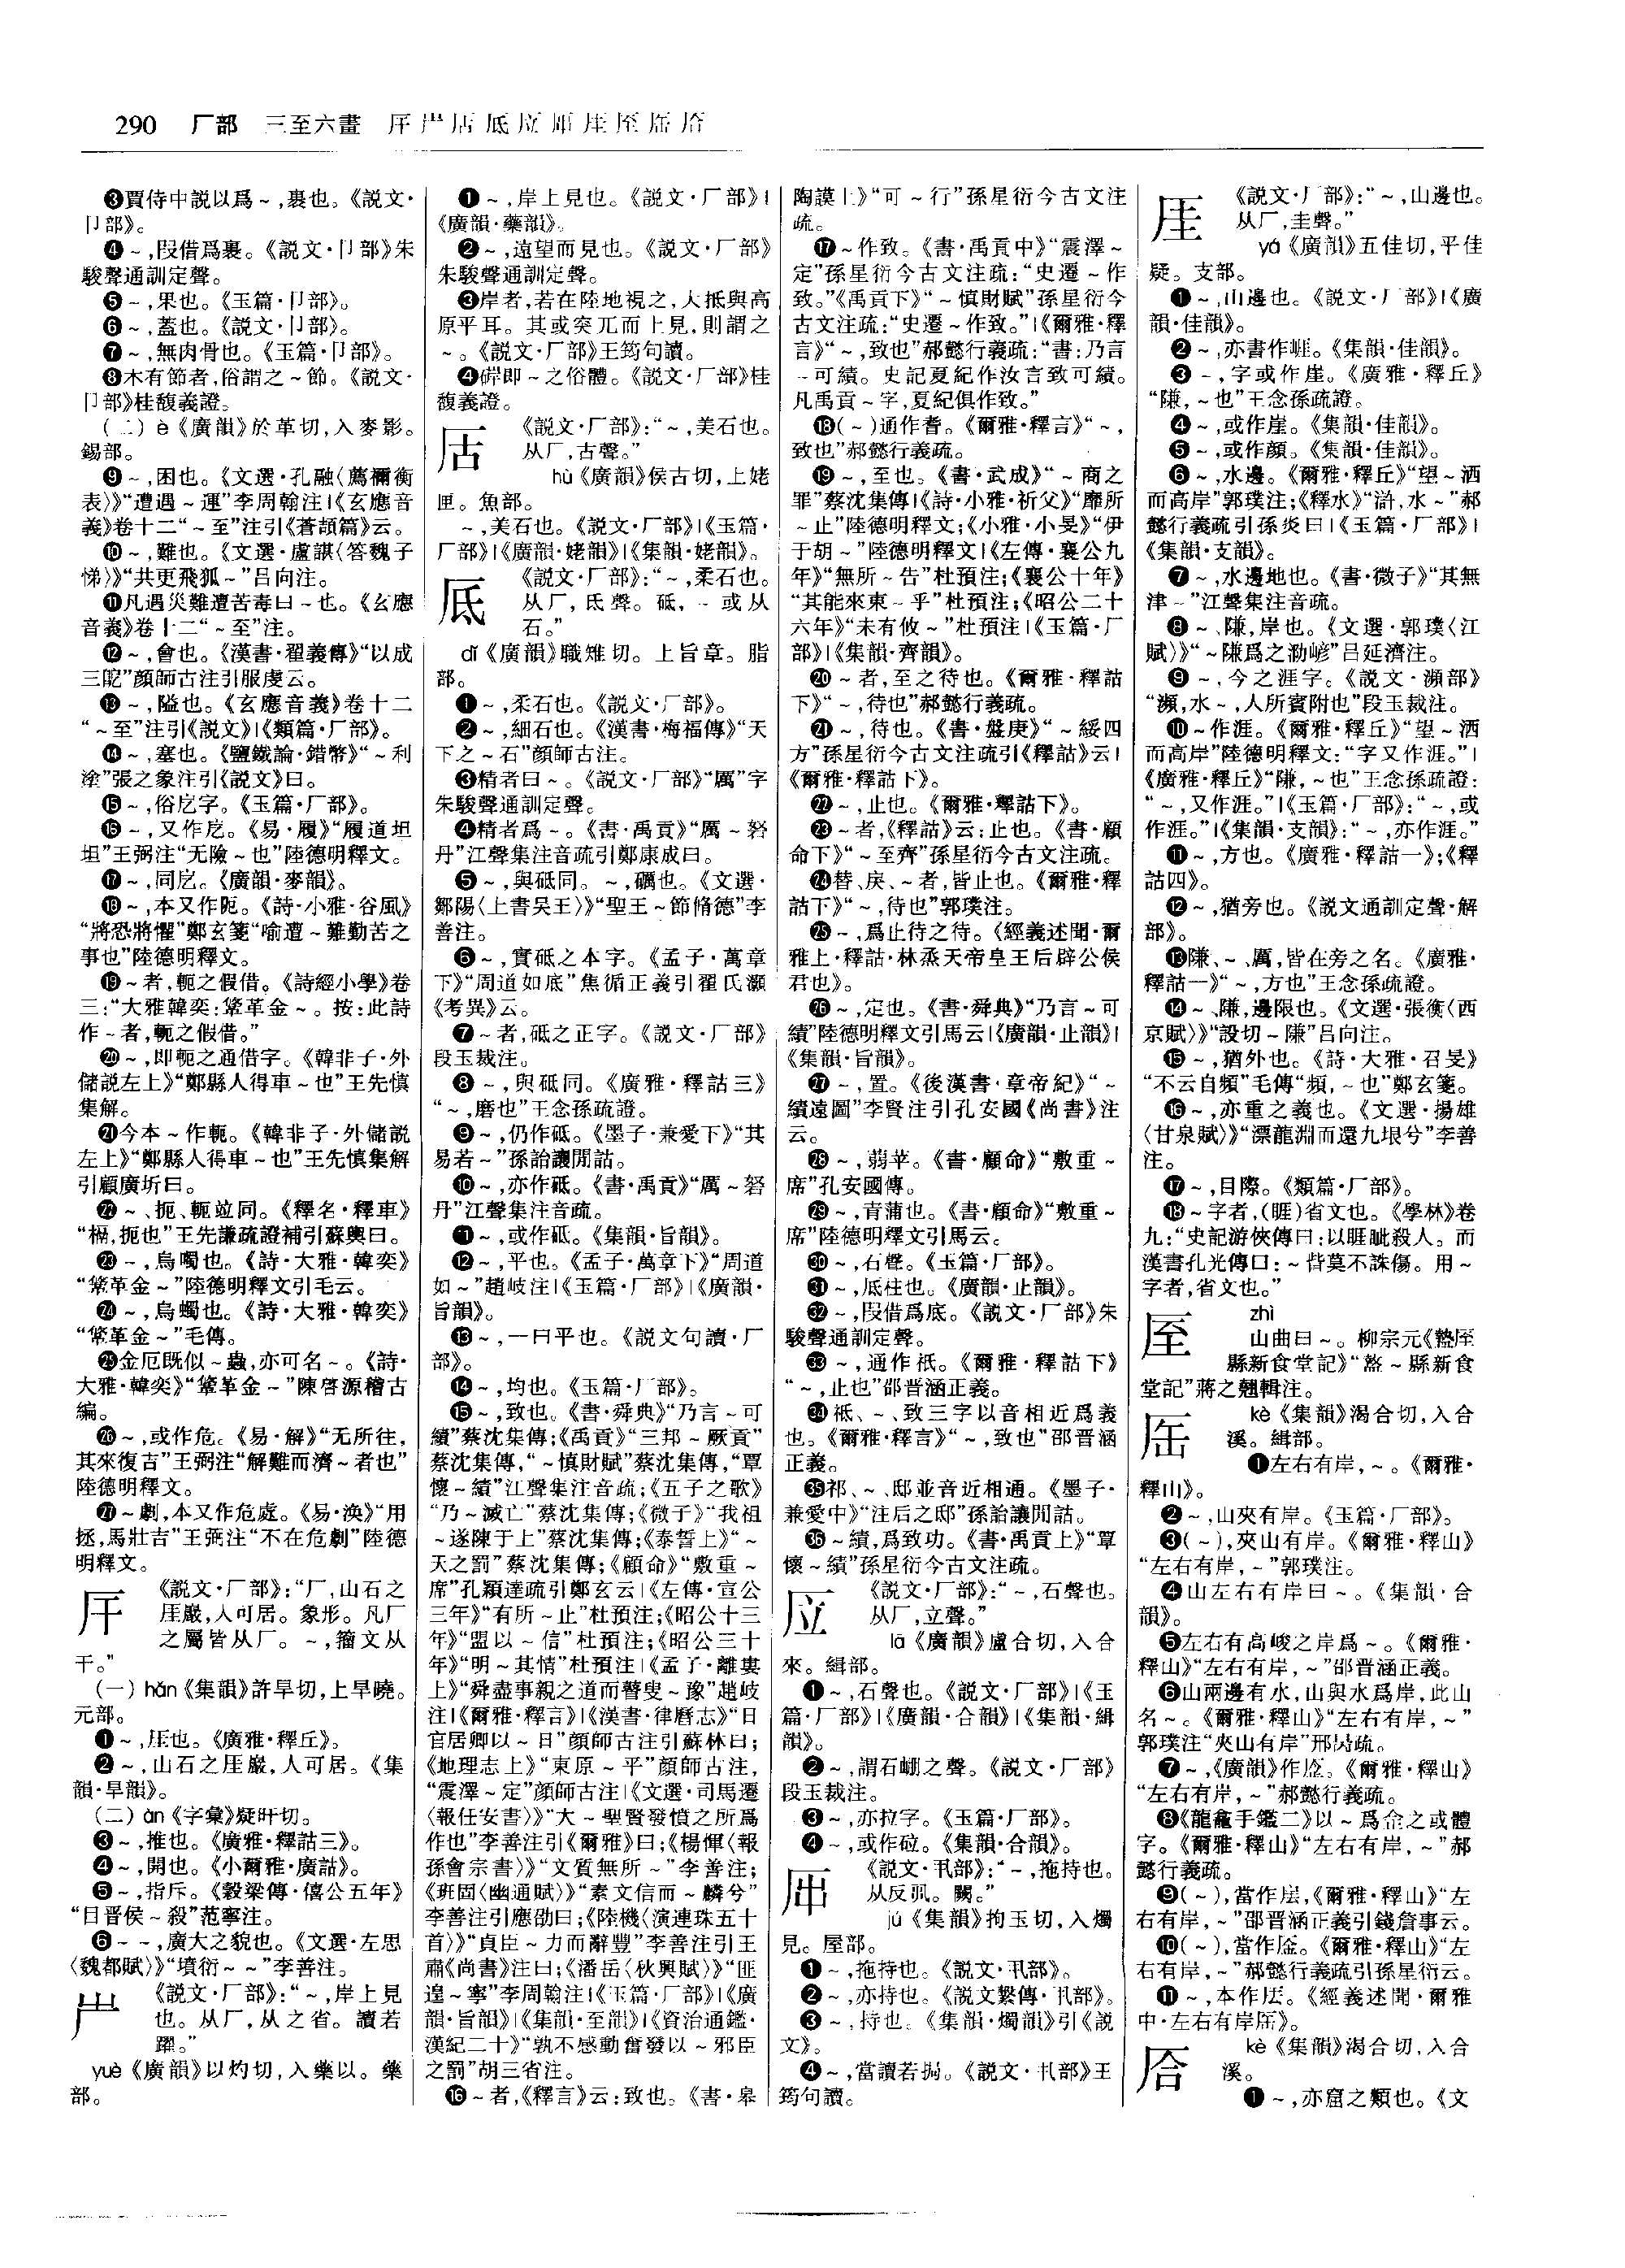 290 厂部 三至六畫 厈屵㕆厎应㕇厓厔㕉㕎
❸賈侍中説以爲～,裹也。《説文·
卩部》。
❹～,叚借爲裹。《説文·卩部》朱
駿聲通訓定聲。
❺～,果也。《玉篇·卩部》。
❻～,蓋也。《説文·卩部》。
❼～,無肉骨也。《玉篇·卩部》。
❽木有節者,俗謂之～節。《説文·
卩部》桂馥義證。
(二)è《廣韻》於革切,入麥影。
錫部。
❾～,困也。《文選·孔融〈薦禰衡
表〉》“遭遇～運”李周翰注|《玄應音
義》卷十二“～至”注引《蒼頡篇》云。
❿～,難也。《文選·盧諶〈答魏子
悌〉》“共更飛狐～”吕向注。
⓫凡遇災難遭苦毒曰～也。《玄應
音義》卷十二“～至”注。
⓬～,會也。《漢書·翟義傳》“以成
三䣾”顔師古注引服虔云。
⓭～,隘也。《玄應音義》卷十二
“～至”注引《説文》|《類篇·厂部》。
⓮～,塞也。《鹽鐵論·錯幣》“～利
塗”張之象注引《説文》曰。
⓯～,俗戹字。《玉篇·厂部》。
⓰～,又作戹。《易·履》“履道坦
坦”王弼注“无險～也”陸德明釋文。
⓱～,同戹。《廣韻·麥韻》。
⓲～,本又作阨。《詩·小雅·谷風》
“將恐將懼”鄭玄箋“喻遭～難勤苦之
事也”陸德明釋文。
⓳～者,軛之假借。《詩經小學》卷
三:“大雅韓奕:鞗革金～。按:此詩
作～者,軛之假借。”
⓴～,即軛之通借字。《韓非子·外
儲説左上》“鄭縣人得車～也”王先慎
集解。
㉑今本～作軛。《韓非子·外儲説
左上》“鄭縣人得車～也”王先慎集解
引顧廣圻曰。
㉒～、扼、軛竝同。《釋名·釋車》
“槅,扼也”王先謙疏證補引蘇輿曰。
㉓～,烏噣也。《詩·大雅·韓奕》
“鞗革金～”陸德明釋文引毛云。
㉔～,烏蠋也。《詩·大雅·韓奕》
“鞗革金～”毛傳。
㉕金厄既似～蟲,亦可名～。《詩·
大雅·韓奕》“鞗革金～”陳啓源稽古
編。
㉖～,或作危。《易·解》“无所往,
其來復吉”王弼注“解難而濟～者也”
陸德明釋文。
㉗～劇,本又作危處。《易·渙》“用
拯,馬壯吉”王弼注“不在危劇”陸德
明釋文。
厈 《説文·厂部》:“厂,山石之
厓巖,人可居。象形。凡厂
之屬皆从厂。～,籀文从
干。”
(一)hǎn《集韻》許旱切,上旱曉。
元部。
❶～,厓也。《廣雅·釋丘》。
❷～,山石之厓巖,人可居。《集
韻·旱韻》。
(二)àn《字彙》疑旰切。
❸～,推也。《廣雅·釋詁三》。
❹～,開也。《小爾雅·廣詁》。
❺～,指斥。《穀梁傳·僖公五年》
“目晋侯～殺”范寧注。
❻～～,廣大之貌也。《文選·左思
〈魏都賦〉》“墳衍～～”李善注。
屵 《説文·厂部》:“～,岸上見
也。从厂,从之省。讀若
躍。”
yuè《廣韻》以灼切,入藥以。藥
部。
❶～,岸上見也。《説文·厂部》|
《廣韻·藥韻》。
❷～,遠望而見也。《説文·厂部》
朱駿聲通訓定聲。
❸岸者,若在陸地視之,大抵與高
原平耳。其或突兀而上見,則謂之
～。《説文·厂部》王筠句讀。
❹崿即～之俗體。《説文·厂部》桂
馥義證。
㕆 《説文·厂部》:“～,美石也。
从厂,古聲。”
hù《廣韻》侯古切,上姥
匣。魚部。
～,美石也。《説文·厂部》|《玉篇·
厂部》|《廣韻·姥韻》|《集韻·姥韻》。
厎 《説文·厂部》:“～,柔石也。
从厂,氐聲。砥,～或从
石。”
dǐ《廣韻》職雉切。上旨章。脂
部。
❶～,柔石也。《説文·厂部》。
❷～,細石也。《漢書·梅福傳》“天
下之～石”顔師古注。
❸精者曰～。《説文·厂部》“厲”字
朱駿聲通訓定聲。
❹精者爲～。《書·禹貢》“厲～砮
丹”江聲集注音疏引鄭康成曰。
❺～,與砥同。～,礪也。《文選·
鄒陽〈上書吴王〉》“聖王～節脩德”李
善注。
❻～,實砥之本字。《孟子·萬章
下》“周道如底”焦循正義引翟氏灝
《考異》云。
❼～者,砥之正字。《説文·厂部》
段玉裁注。
❽～,與砥同。《廣雅·釋詁三》
“～,磨也”王念孫疏證。
❾～,仍作砥。《墨子·兼愛下》“其
易若～”孫詒讓閒詁。
❿～,亦作砥。《書·禹貢》“厲～砮
丹”江聲集注音疏。
⓫～,或作砥。《集韻·旨韻》。
⓬～,平也。《孟子·萬章下》“周道
如～”趙岐注|《玉篇·厂部》|《廣韻·
旨韻》。
⓭～,一曰平也。《説文句讀·厂
部》。
⓮～,均也。《玉篇·厂部》。
⓯～,致也。《書·舜典》“乃言～可
績”蔡沈集傳;《禹貢》“三邦～厥貢”
蔡沈集傳,“～慎財賦”蔡沈集傳,“覃
懷～績”江聲集注音疏;《五子之歌》
“乃～滅亡”蔡沈集傳;《微子》“我祖
～遂陳于上”蔡沈集傳;《泰誓上》“～
天之罰”蔡沈集傳;《顧命》“敷重～
席”孔穎達疏引鄭玄云|《左傳·宣公
三年》“有所～止”杜預注;《昭公十三
年》“盟以～信”杜預注;《昭公三十
年》“明～其情”杜預注|《孟子·離婁
上》“舜盡事親之道而瞽叟～豫”趙岐
注|《爾雅·釋言》|《漢書·律曆志》“日
官居卿以～日”顔師古注引蘇林曰;
《地理志上》“東原～平”顔師古注,
“震澤～定”顔師古注|《文選·司馬遷
〈報任安書〉》“大～聖賢發憤之所爲
作也”李善注引《爾雅》曰;《楊惲〈報
孫會宗書〉》“文質無所～”李善注;
《班固〈幽通賦〉》“素文信而～麟兮”
李善注引應劭曰;《陸機〈演連珠五十
首〉》“貞臣～力而辭豐”李善注引王
肅《尚書》注曰;《潘岳〈秋興賦〉》“匪
遑～寧”李周翰注|《玉篇·厂部》|《廣
韻·旨韻》|《集韻·至韻》|《資治通鑑·
漢紀二十》“孰不感動奮發以～邪臣
之罰”胡三省注。
⓰～者,《釋言》云:致也。《書·皋
陶謨上》“可～行”孫星衍今古文注
疏。
⓱～作致。《書·禹貢中》“震澤～
定”孫星衍今古文注疏:“史遷～作
致。”《禹貢下》“～慎財賦”孫星衍今
古文注疏:“史遷～作致。”|《爾雅·釋
言》“～,致也”郝懿行義疏:“書:乃言
～可績。史記夏紀作汝言致可績。
凡禹貢～字,夏紀俱作致。”
⓲(～)通作耆。《爾雅·釋言》“～,
致也”郝懿行義疏。
⓳～,至也。《書·武成》“～商之
罪”蔡沈集傳|《詩·小雅·祈父》“靡所
～止”陸德明釋文;《小雅·小旻》“伊
于胡～”陸德明釋文|《左傳·襄公九
年》“無所～告”杜預注;《襄公十年》
“其能來東～乎”杜預注;《昭公二十
六年》“未有攸～”杜預注|《玉篇·厂
部》|《集韻·齊韻》。
⓴～者,至之待也。《爾雅·釋詁
下》“～,待也”郝懿行義疏。
㉑～,待也。《書·盤庚》“～綏四
方”孫星衍今古文注疏引《釋詁》云|
《爾雅·釋詁下》。
㉒～,止也。《爾雅·釋詁下》。
㉓～者,《釋詁》云:止也。《書·顧
命下》“～至齊”孫星衍今古文注疏。
㉔替、戾、～者,皆止也。《爾雅·釋
詁下》“～,待也”郭璞注。
㉕～,爲止待之待。《經義述聞·爾
雅上·釋詁·林烝天帝皇王后辟公侯
君也》。
㉖～,定也。《書·舜典》“乃言～可
績”陸德明釋文引馬云|《廣韻·止韻》|
《集韻·旨韻》。
㉗～,置。《後漢書·章帝紀》“～
績遠圖”李賢注引孔安國《尚書》注
云。
㉘～,蒻苹。《書·顧命》“敷重～
席”孔安國傳。
㉙～,青蒲也。《書·顧命》“敷重～
席”陸德明釋文引馬云。
㉚～,石聲。《玉篇·厂部》。
㉛～,厎柱也。《廣韻·止韻》。
㉜～,叚借爲底。《説文·厂部》朱
駿聲通訓定聲。
㉝～,通作祇。《爾雅·釋詁下》
“～,止也”邵晋涵正義。
㉞祗、～、致三字以音相近爲義
也。《爾雅·釋言》“～,致也”邵晋涵
正義。
㉟祁、～、邸並音近相通。《墨子·
兼愛中》“注后之邸”孫詒讓閒詁。
㊱～績,爲致功。《書·禹貢上》“覃
懷～績”孫星衍今古文注疏。
应 《説文·厂部》:“～,石聲也。
从厂,立聲。”
lā《廣韻》盧合切,入合
來。緝部。
❶～,石聲也。《説文·厂部》|《玉
篇·厂部》|《廣韻·合韻》|《集韻·緝
韻》。
❷～,謂石崩之聲。《説文·厂部》
段玉裁注。
❸～,亦拉字。《玉篇·厂部》。
❹～,或作砬。《集韻·合韻》。
《説文·丮部》:“～,拖持也。
从反丮。闕。”
jú《集韻》拘玉切,入燭
見。屋部。
❶～,拖持也。《説文·丮部》。
❷～,亦持也。《説文繫傳·丮部》。
❸～,持也。《集韻·燭韻》引《説
文》。
❹～,當讀若挶。《説文·丮部》王
筠句讀。
厓 《説文·厂部》:“～,山邊也。
从厂,圭聲。”
yá《廣韻》五佳切,平佳
疑。支部。
❶～,山邊也。《説文·厂部》|《廣
韻·佳韻》。
❷～,亦書作崕。《集韻·佳韻》。
❸～,字或作崖。《廣雅·釋丘》
“隒,～也”王念孫疏證。
❹～,或作崖。《集韻·佳韻》。
❺～,或作顔。《集韻·佳韻》。
❻～,水邊。《爾雅·釋丘》“望～洒
而高岸”郭璞注;《釋水》“滸,水～”郝
懿行義疏引孫炎曰|《玉篇·厂部》|
《集韻·支韻》。
❼～,水邊地也。《書·微子》“其無
津～”江聲集注音疏。
❽～、隒,岸也。《文選·郭璞〈江
賦〉》“～隒爲之泐嵃”吕延濟注。
❾～,今之涯字。《説文·瀕部》
“瀕,水～,人所賓附也”段玉裁注。
❿～作涯。《爾雅·釋丘》“望～洒
而高岸”陸德明釋文:“字又作涯。”|
《廣雅·釋丘》“隒,～也”王念孫疏證:
“～,又作涯。”|《玉篇·厂部》:“～,或
作涯。”|《集韻·支韻》:“～,亦作涯。”
⓫～,方也。《廣雅·釋詁一》;《釋
詁四》。
⓬～,猶旁也。《説文通訓定聲·解
部》。
⓭隒、～、厲,皆在旁之名。《廣雅·
釋詁一》“～,方也”王念孫疏證。
⓮～、隒,邊限也。《文選·張衡〈西
京賦〉》“設切～隒”吕向注。
⓯～,猶外也。《詩·大雅·召旻》
“不云自頻”毛傳“頻,～也”鄭玄箋。
⓰～,亦重之義也。《文選·揚雄
〈甘泉賦〉》“漂龍淵而還九垠兮”李善
注。
⓱～,目際。《類篇·厂部》。
⓲～字者,(睚)省文也。《學林》卷
九:“史記游俠傳曰:以睚眦殺人。而
漢書孔光傳曰:～眥莫不誅傷。用～
字者,省文也。”
厔 zhì
山曲曰～。柳宗元《盩厔
縣新食堂記》“盩～縣新食
堂記”蔣之翹輯注。
kè《集韻》渴合切,入合
溪。緝部。
❶左右有岸,～。《爾雅·
釋山》。
❷～,山夾有岸。《玉篇·厂部》。
❸(～),夾山有岸。《爾雅·釋山》
“左右有岸,～”郭璞注。
❹山左右有岸曰～。《集韻·合
韻》。
❺左右有高峻之岸爲～。《爾雅·
釋山》“左右有岸,～”邵晋涵正義。
❻山兩邊有水,山與水爲岸,此山
名～。《爾雅·釋山》“左右有岸,～”
郭璞注“夾山有岸”邢昺疏。
❼～,《廣韻》作㕎。《爾雅·釋山》
“左右有岸,～”郝懿行義疏。
❽《龍龕手鑑二》以～爲峹之或體
字。《爾雅·釋山》“左右有岸,～”郝
懿行義疏。
❾(～),當作㕉,《爾雅·釋山》“左
右有岸,～”邵晋涵正義引錢詹事云。
❿(～),當作㕎。《爾雅·釋山》“左
右有岸,～”郝懿行義疏引孫星衍云。
⓫～,本作㕉。《經義述聞·爾雅
中·左右有岸㕉》。
㕎 kè《集韻》渴合切,入合
溪。
❶～,亦窟之類也。《文